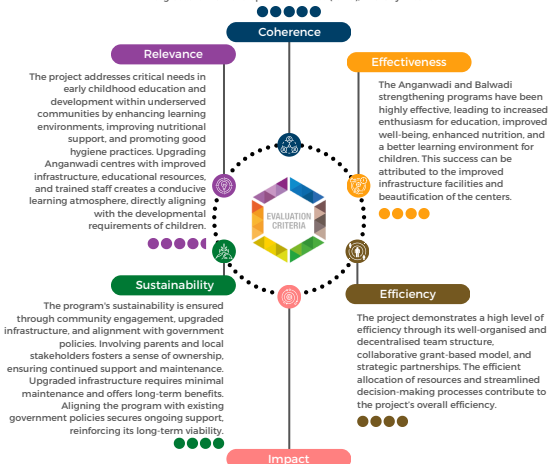 Coherence
Relevance
The project addresses critical needs in
early childhood education and
development within underserved
communities by enhancing learning
environments, improving nutritional
support, and promoting good
hygiene practices. Upgrading
Anganwadi centres with improved
infrastructure, educational resources,
and trained staff creates a conducive
learning atmosphere, directly aligning
with the developmental
requirements of children.
Effectiveness
The Anganwadi and Balwadi
strengthening programs have been
highly effective, leading to increased
enthusiasm for education, improved
well-being, enhanced nutrition, and
a better learning environment for
children. This success can be
attributed to the improved
infrastructure facilities and
beautification of the centers.
EVALUATION
CRITERIA
Sustainability
The program's sustainability is ensured
through community engagement, upgraded
infrastructure, and alignment with government
policies. Involving parents and local
stakeholders fosters a sense of ownership,
ensuring continued support and maintenance.
Upgraded infrastructure requires minimal
maintenance and offers long-term benefits.
Aligning the program with existing
government policies secures ongoing support,
reinforcing its long-term viability.
Efficiency
The project demonstrates a high level of
efficiency through its well-organised and
decentralised team structure,
collaborative grant-based model, and
strategic partnerships. The efficient
allocation of resources and streamlined
decision-making processes contribute to
the project's overall efficiency.
Impact